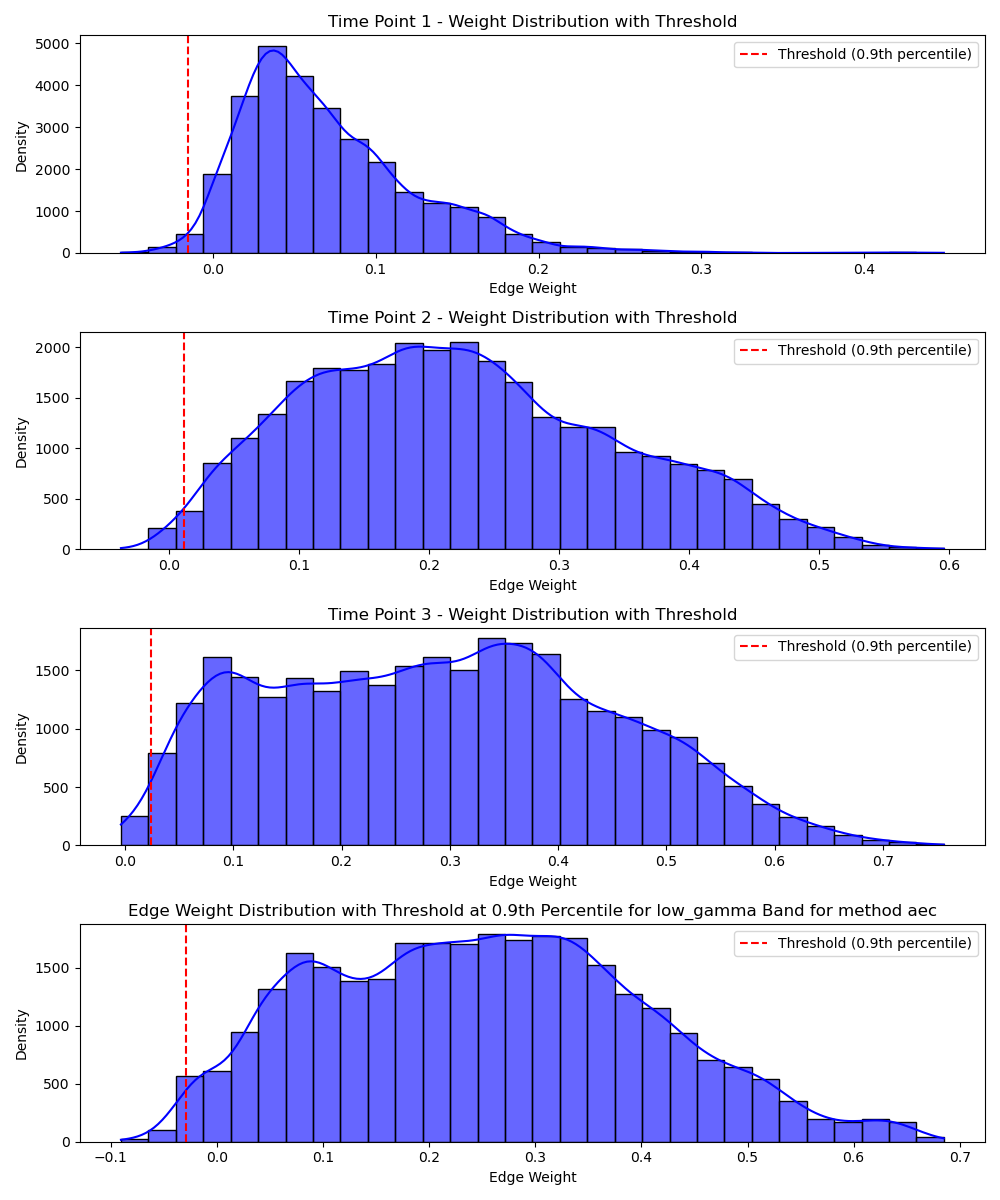 Time Point 1 - Weight Distribution with Threshold
Density
5000
4000
3000
2000
1000
0
Threshold (0.9th percentile)
0.0 0.1 0.2 0.3 0.4
Edge Weight
Time Point 2 - Weight Distribution with Threshold
Density
2000
1500
1000
500
0
Threshold (0.9th percentile)
0.0 0.1 0.2 0.3 0.4 0.5 0.6
Edge Weight
Time Point 3 - Weight Distribution with Threshold
Density
1500
1000
500
0
Threshold (0.9th percentile)
0.0 0.1 0.2 0.3 0.4 0.5 0.6 0.7
Edge Weight
Edge Weight Distribution with Threshold at 0.9th Percentile for low_gamma Band for method aec
Density
1500
1000
500
0
Threshold (0.9th percentile)
−0.1 0.0 0.1 0.2 0.3 0.4 0.5 0.6 0.7
Edge Weight